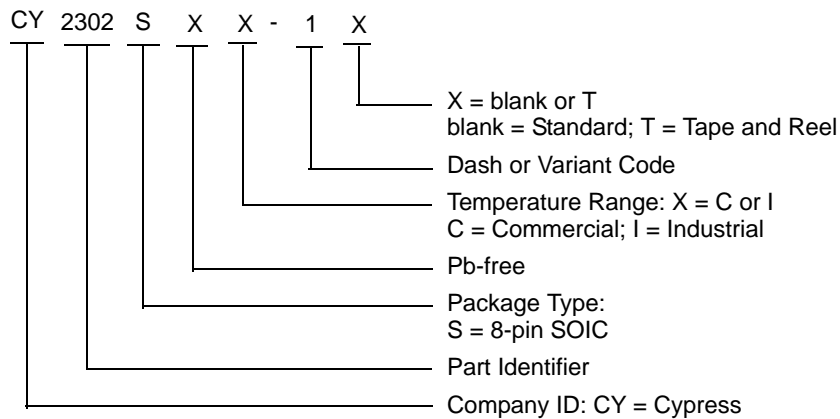 CY 2302 S X X - 1 X
X = blank or T
blank = Standard; T = Tape and Reel
Dash or Variant Code
Temperature Range: X = C or I
C = Commercial; I = Industrial
Pb-free
Package Type:
S = 8-pin SOIC
Part Identifier
Company ID: CY = Cypress